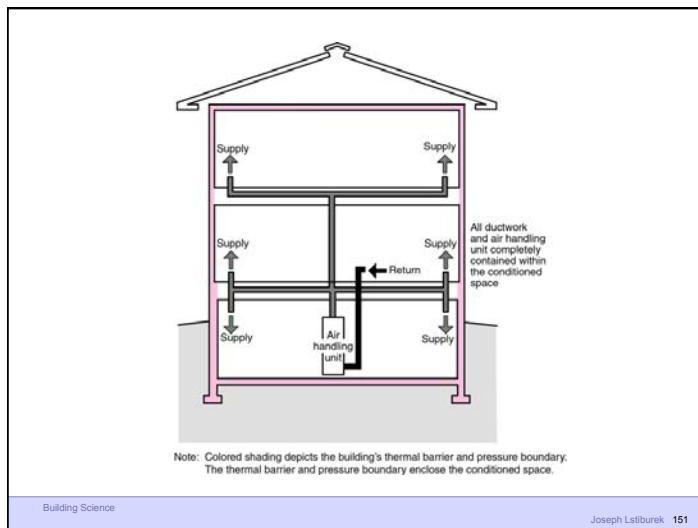 Supply
Supply
Supply
Supply
Return
All ductwork
and air handling
unit completely
contained within
the conditioned
space
Supply
Supply
Air
handling
unit
Note: Colored shading depicts the building's thermal barrier and pressure boundary.
The thermal barrier and pressure boundary enclose the conditioned space.
Building Science
Joseph Lstiburek 151